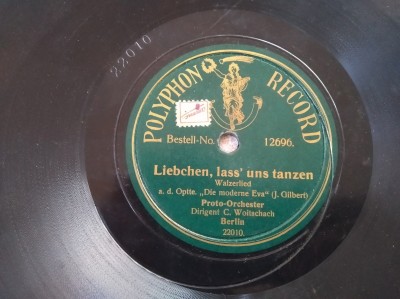 22010
POLYPHON RECORD
Bestell-No. 12696.
Liebchen, lass' uns tanzen
Walzerlied
a. d. Optte. „Die moderne Eva“ (J. Gilbert)
Proto-Orchester
Dirigent C. Woitschach
Berlin
22010.